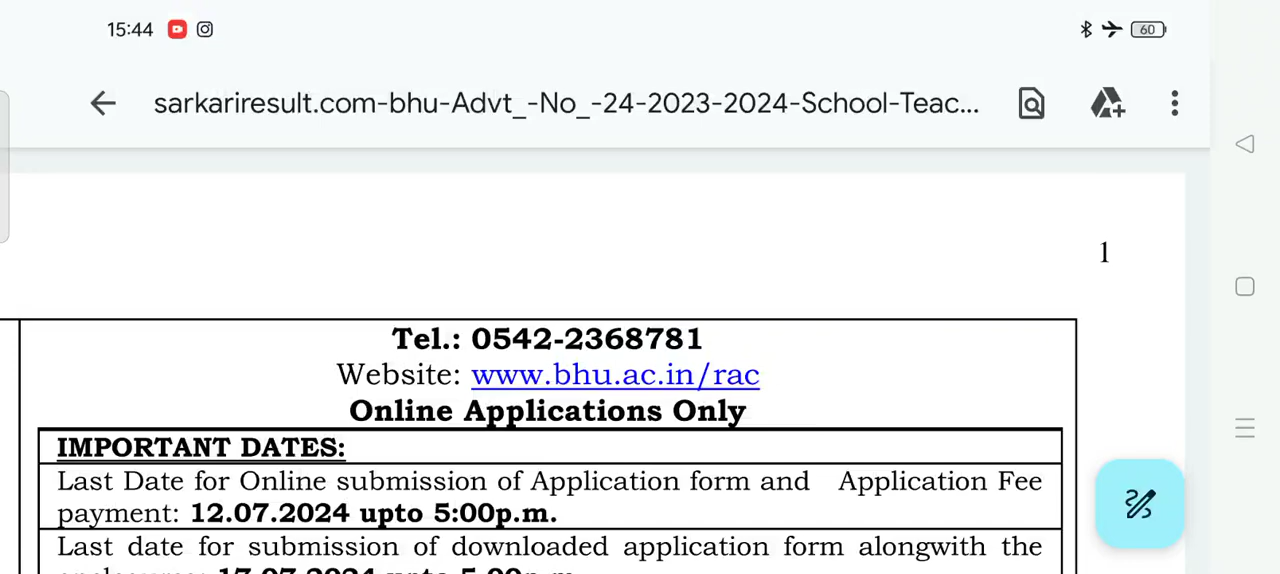 15:44
60
sarkariresult.com-bhu-Advt_-No_-24-2023-2024-School-Teac...
1
Tel.: 0542-2368781
Website: www.bhu.ac.in/rac
Online Applications Only
IMPORTANT DATES:
Last Date for Online submission of Application form and Application Fee
payment: 12.07.2024 upto 5:00p.m.
Last date for submission of downloaded application form alongwith the